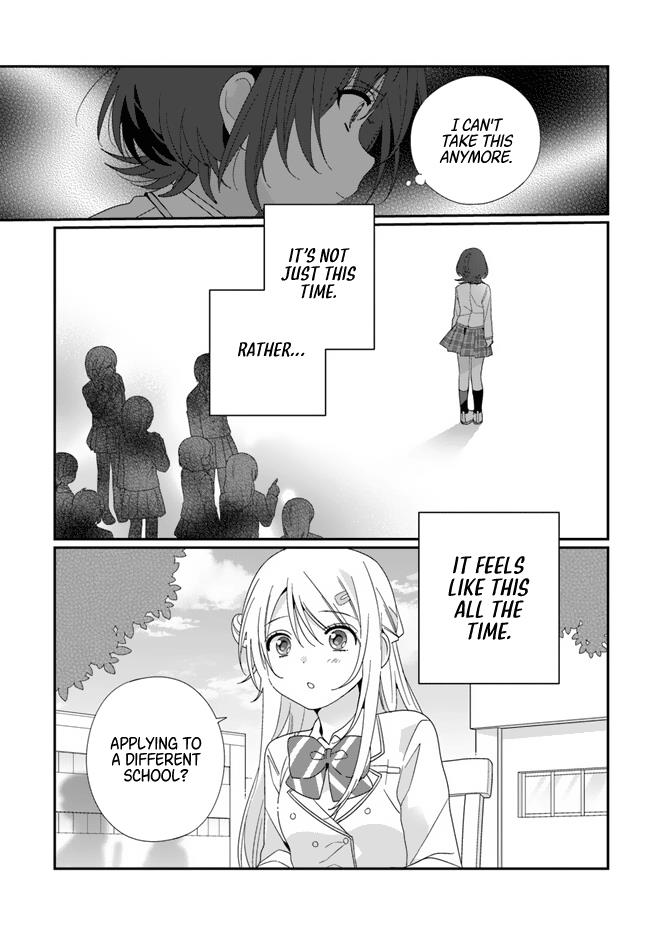 I CAN'T
TAKE THIS
ANYMORE.
IT'S NOT
JUST THIS
TIME.
RATHER...
IT FEELS
LIKE THIS
ALL THE
TIME.
APPLYING TO
A DIFFERENT
SCHOOL?